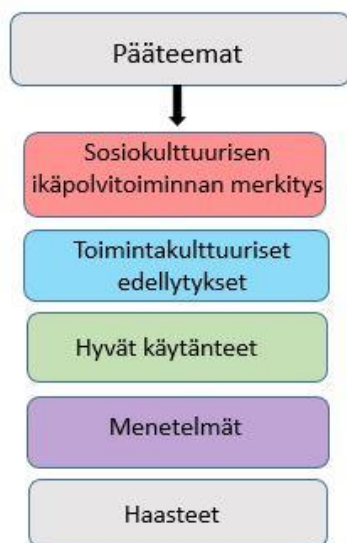 Pääteemat
Sosiokulttuurisen
ikäpolvitoiminnan merkitys
Toimintakulttuuriset
edellytykset
Hyvät käytänteet
Menetelmät
Haasteet